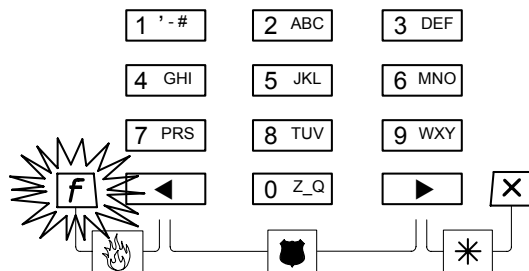 1 ' - # 2 ABC 3 DEF
4 GHI 5 JKL 6 MNO
7 PRS 8 TUV 9 WXY
f ◀ 0 Z_Q ▶ X